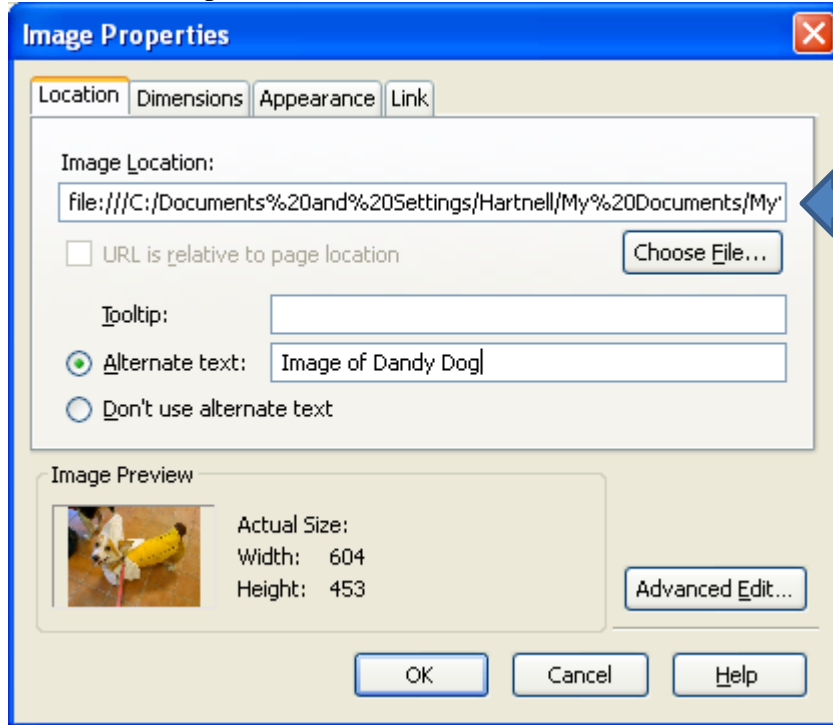 Image Properties
Location Dimensions Appearance Link
Image Location:
file:///C:/Documents%20and%20Settings/Hartnell/My%20Documents/My
URL is relative to page location
Choose File...
Tooltip:
Alternate text: Image of Dandy Dog
Don't use alternate text
Image Preview
Actual Size:
Width: 604
Height: 453
Advanced Edit...
OK Cancel Help